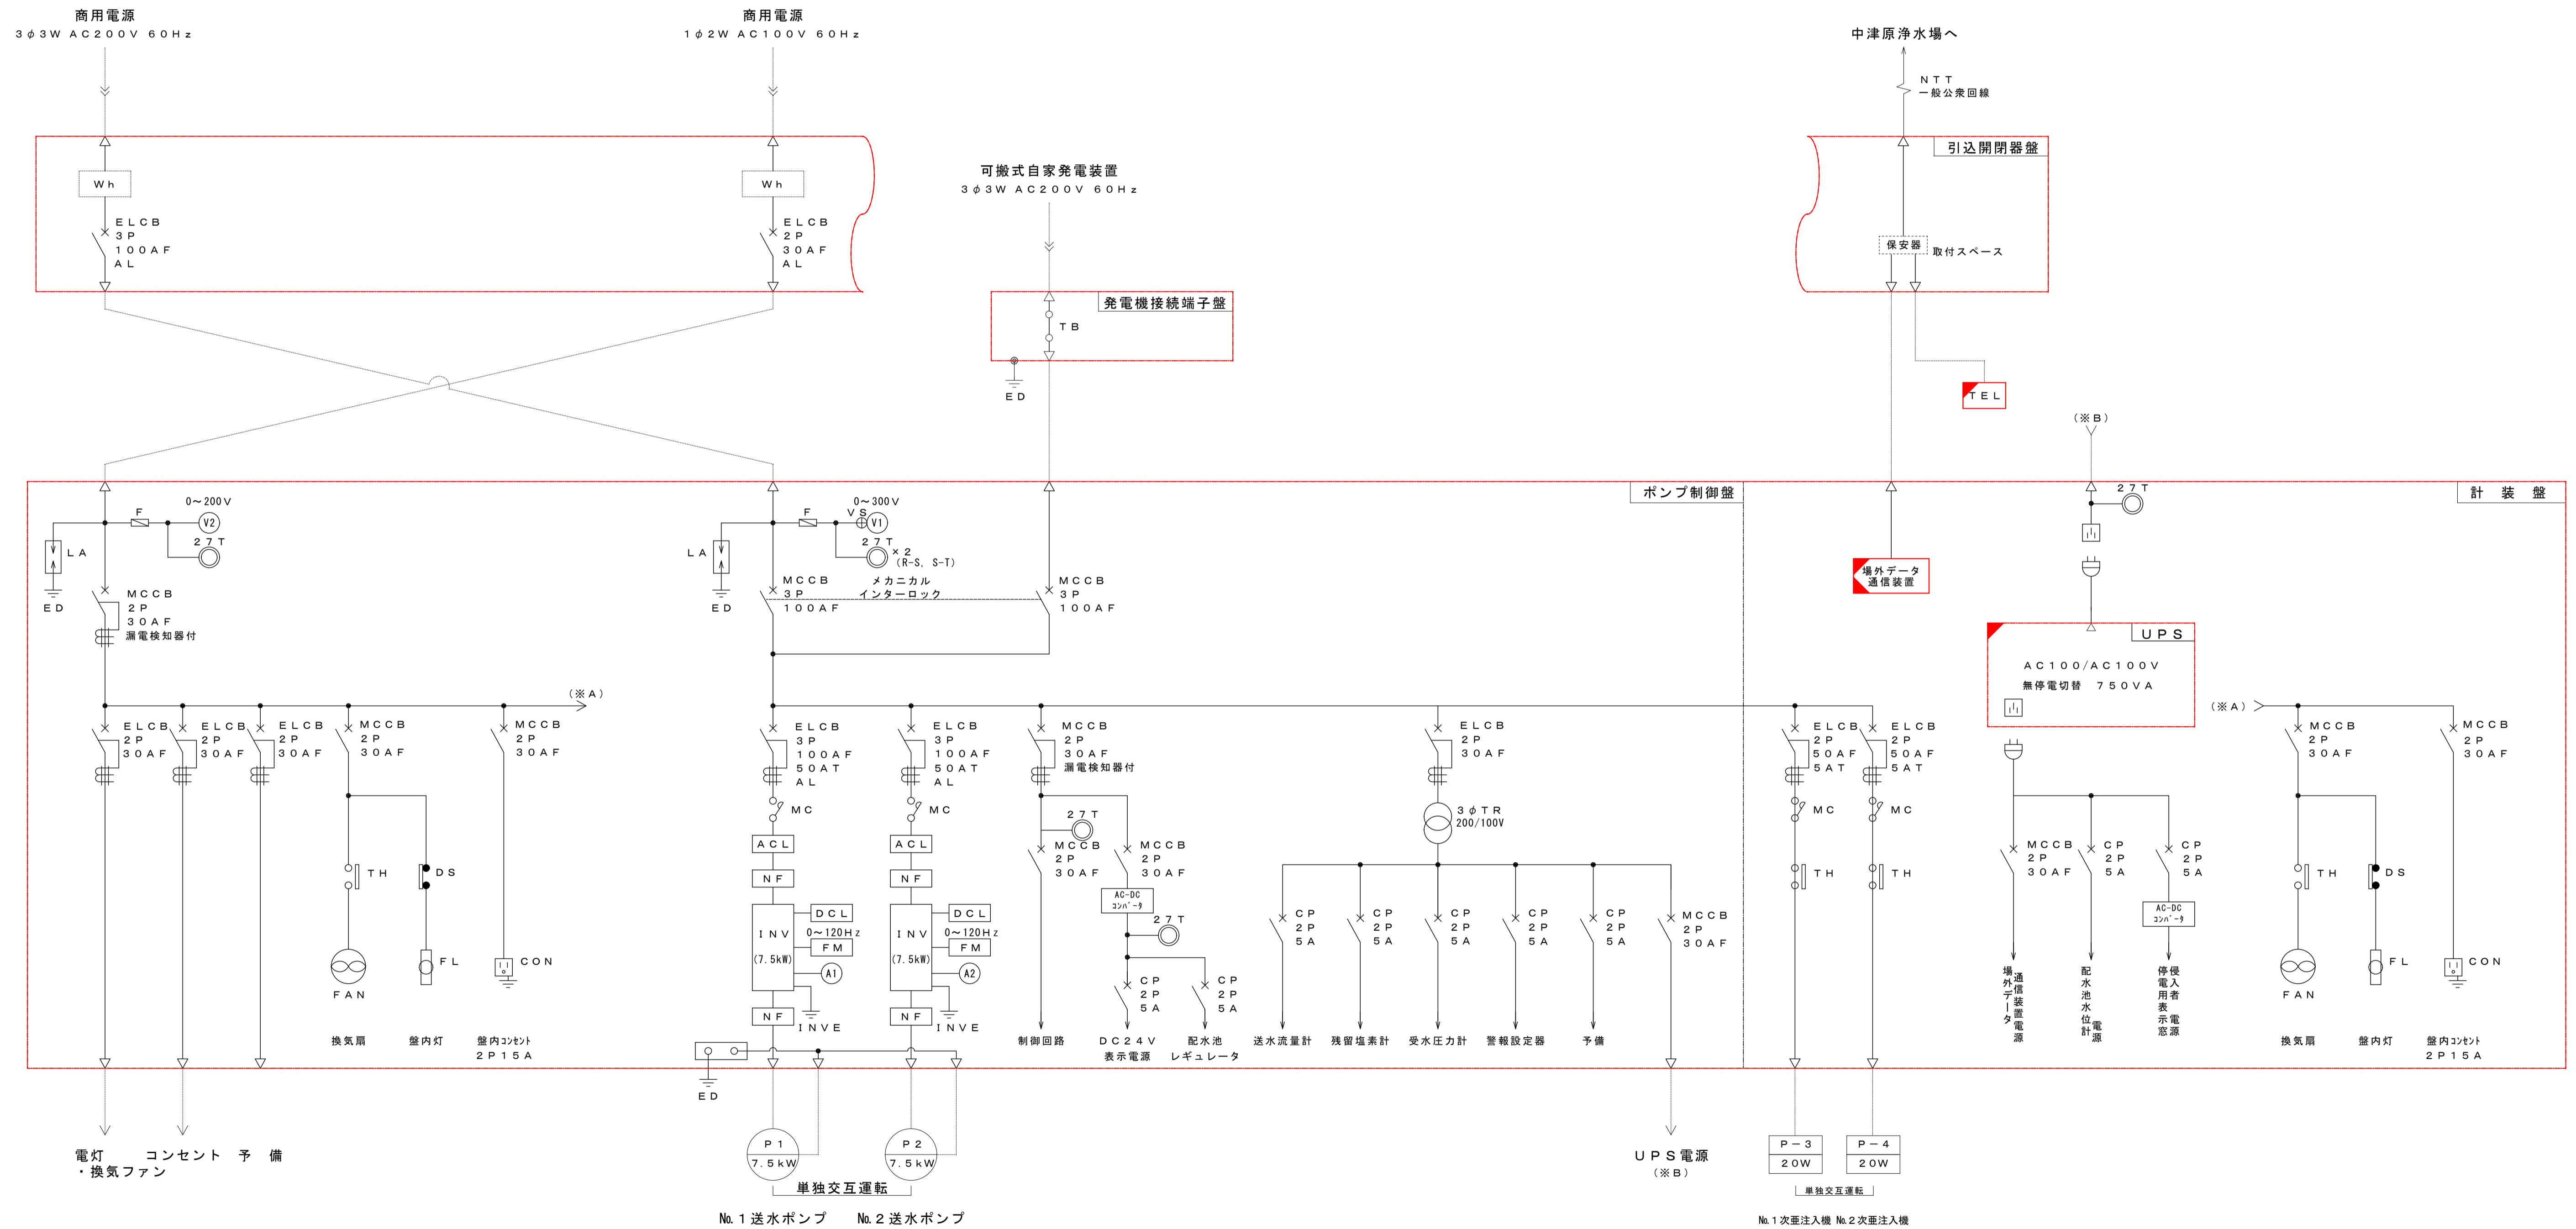 商用電源
3φ3W AC200V 60Hz
商用電源
1φ2W AC100V 60Hz
中津原浄水場へ
NTT
一般公衆回線
引込開閉器盤
保安器
取付スペース
TEL
Wh
ELCB
3P
100AF
AL
Wh
ELCB
2P
30AF
AL
可搬式自家発電装置
3φ3W AC200V 60Hz
発電機接続端子盤
TB
ED
ポンプ制御盤
計装盤
0~200V
F
V2
27T
LA
ED
MCCB
2P
30AF
漏電検知器付
(※A)
ELCB
2P
30AF
ELCB
2P
30AF
ELCB
2P
30AF
MCCB
2P
30AF
MCCB
2P
30AF
TH
DS
FAN
FL
CON
換気扇
盤内灯
盤内コンセント
2P15A
電灯
・換気ファン
コンセント
予備
0~300V
F
VS
V1
27T
×2
(R-S, S-T)
LA
ED
MCCB
3P
100AF
メカニカル
インターロック
MCCB
3P
100AF
ELCB
3P
100AF
50AT
AL
MC
ACL
NF
INV
(7.5kW)
DCL
0~120Hz
FM
A1
INVE
NF
ELCB
3P
100AF
50AT
AL
MC
ACL
NF
INV
(7.5kW)
DCL
0~120Hz
FM
A2
INVE
NF
ED
P1
7.5kW
P2
7.5kW
単独交互運転
№1送水ポンプ
№2送水ポンプ
MCCB
2P
30AF
漏電検知器付
27T
MCCB
2P
30AF
MCCB
2P
30AF
AC-DC
コンバータ
27T
CP
2P
5A
CP
2P
5A
制御回路
DC24V
表示電源
配水池
レギュレータ
ELCB
2P
30AF
3φTR
200/100V
CP
2P
5A
CP
2P
5A
CP
2P
5A
CP
2P
5A
CP
2P
5A
MCCB
2P
30AF
送水流量計
残留塩素計
受水圧力計
警報設定器
予備
UPS電源
(※B)
ELCB
2P
50AF
5AT
MC
TH
ELCB
2P
50AF
5AT
MC
TH
P-3
20W
P-4
20W
単独交互運転
№1次亜注入機
№2次亜注入機
場外データ
通信装置
(※B)
27T
UPS
AC100/AC100V
無停電切替 750VA
MCCB
2P
30AF
CP
2P
5A
CP
2P
5A
AC-DC
コンバータ
場外データ
通信装置電源
配水池水位計
電源
停電用表示窓
侵入者 電源
(※A)
MCCB
2P
30AF
MCCB
2P
30AF
TH
DS
FAN
FL
CON
換気扇
盤内灯
盤内コンセント
2P15A